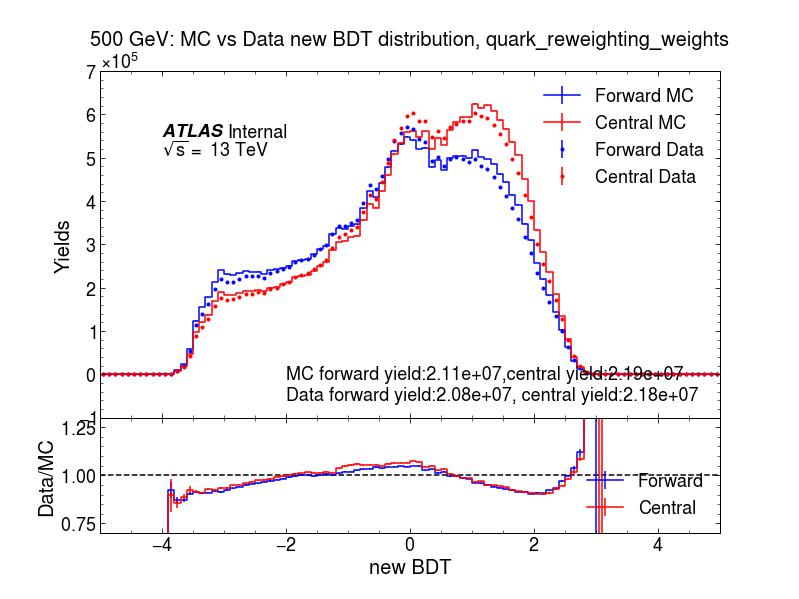 500 GeV: MC vs Data new BDT distribution, quark_reweighting_weights
×10⁵
7
6
5
4
3
2
1
0
−1
Yields
ATLAS Internal
√s = 13 TeV
Forward MC
Central MC
Forward Data
Central Data
MC forward yield:2.11e+07,central yield:2.19e+07
Data forward yield:2.08e+07, central yield:2.18e+07
1.25
1.00
0.75
Data/MC
Forward
Central
−4 −2 0 2 4
new BDT